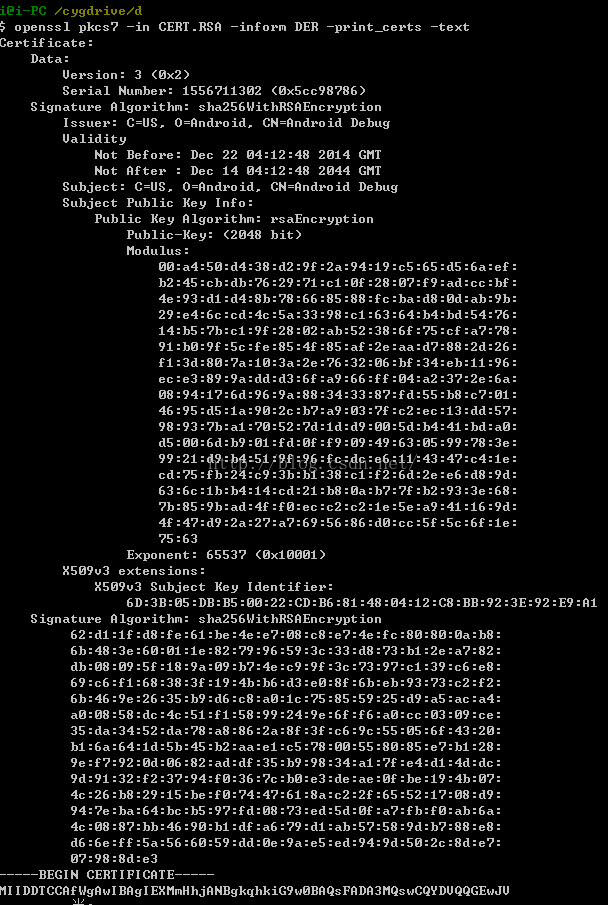 i@i-PC /cygdrive/d
$ openssl pkcs7 -in CERT.RSA -inform DER -print_certs -text
Certificate:
Data:
Version: 3 (0x2)
Serial Number: 1556711302 (0x5cc98786)
Signature Algorithm: sha256WithRSAEncryption
Issuer: C=US, O=Android, CN=Android Debug
Validity
Not Before: Dec 22 04:12:48 2014 GMT
Not After : Dec 14 04:12:48 2044 GMT
Subject: C=US, O=Android, CN=Android Debug
Subject Public Key Info:
Public Key Algorithm: rsaEncryption
Public-Key: (2048 bit)
Modulus:
00:a4:50:d4:38:d2:9f:2a:94:19:c5:65:d5:6a:ef:
b2:45:cb:db:76:29:71:c1:0f:28:07:f9:ad:cc:bf:
4e:93:d1:d4:8b:78:66:85:88:fc:ba:d8:0d:ab:9b:
29:e4:6c:cd:4c:5a:33:98:c1:63:64:b4:bd:54:76:
14:b5:7b:c1:9f:28:02:ab:52:38:6f:75:cf:a7:78:
91:b0:9f:5c:fe:85:4f:85:af:2e:aa:d7:88:2d:26:
f1:3d:80:7a:10:3a:2e:76:32:06:bf:34:eb:11:96:
ec:e3:89:9a:dd:d3:6f:a9:66:ff:04:a2:37:2e:6a:
08:94:17:6d:96:9a:88:34:33:87:fd:55:b8:c7:01:
46:95:d5:1a:90:2c:b7:a9:03:7f:c2:ec:13:dd:57:
98:93:7b:a1:70:52:7d:1d:d9:00:5d:b4:41:bd:a0:
d5:00:6d:b9:01:fd:0f:f9:09:49:63:05:99:78:3e:
99:21:d9:b4:51:9f:96:fc:dc:e6:11:43:47:c4:1e:
http://blog.csdn.net/
cd:75:fb:24:c9:3b:b1:38:c1:f2:6d:2e:e6:d8:9d:
63:6c:1b:b4:14:cd:21:b8:0a:b7:7f:b2:93:3e:68:
7b:85:9b:ad:4f:f0:ec:c2:c2:1e:5e:a9:41:16:9d:
4f:47:d9:2a:27:a7:69:56:86:d0:cc:5f:5c:6f:1e:
75:63
Exponent: 65537 (0x10001)
X509v3 extensions:
X509v3 Subject Key Identifier:
6D:3B:05:DB:B5:00:22:CD:B6:81:48:04:12:C8:BB:92:3E:92:E9:A1
Signature Algorithm: sha256WithRSAEncryption
62:d1:1f:d8:fe:61:be:4e:e7:08:c8:e7:4e:fc:80:80:0a:b8:
6b:48:3e:60:01:1e:82:79:96:59:3c:33:d8:73:b1:2e:a7:82:
db:08:09:5f:18:9a:09:b7:4e:c9:9f:3c:73:97:c1:39:c6:e8:
69:c6:f1:68:38:3f:19:4b:b6:d3:e0:8f:6b:eb:93:73:c2:f2:
6b:46:9e:26:35:b9:d6:c8:a0:1c:75:85:59:25:d9:a5:ac:a4:
a0:08:58:dc:4c:51:f1:58:99:24:9e:6f:f6:a0:cc:03:09:ce:
35:da:34:52:da:78:a8:86:2a:8f:3f:c6:9c:55:05:6f:43:20:
b1:6a:64:1d:5b:45:b2:aa:e1:c5:78:00:55:80:85:e7:b1:28:
9e:f7:92:0d:06:82:ad:df:35:b9:98:34:a1:7f:e4:d1:4d:dc:
9d:91:32:f2:37:94:f0:36:7c:b0:e3:de:ae:0f:be:19:4b:07:
4c:26:b8:29:15:be:f0:74:47:61:8a:c2:2f:65:52:17:08:d9:
94:7e:ba:64:bc:b5:97:fd:08:73:ed:5d:0f:a7:fb:f0:ab:6a:
4c:08:87:bb:46:90:b1:df:a6:79:d1:ab:57:58:9d:b7:88:e8:
d6:6e:ff:5a:56:60:59:dd:0e:9a:e5:ed:94:9d:50:2c:8d:e7:
07:98:8d:e3
-----BEGIN CERTIFICATE-----
MIIDDTCCAfWgAwIBAgIEXMmHhjANBgkqhkiG9w0BAQsFADA3MQswCQYDVQQGEwJV